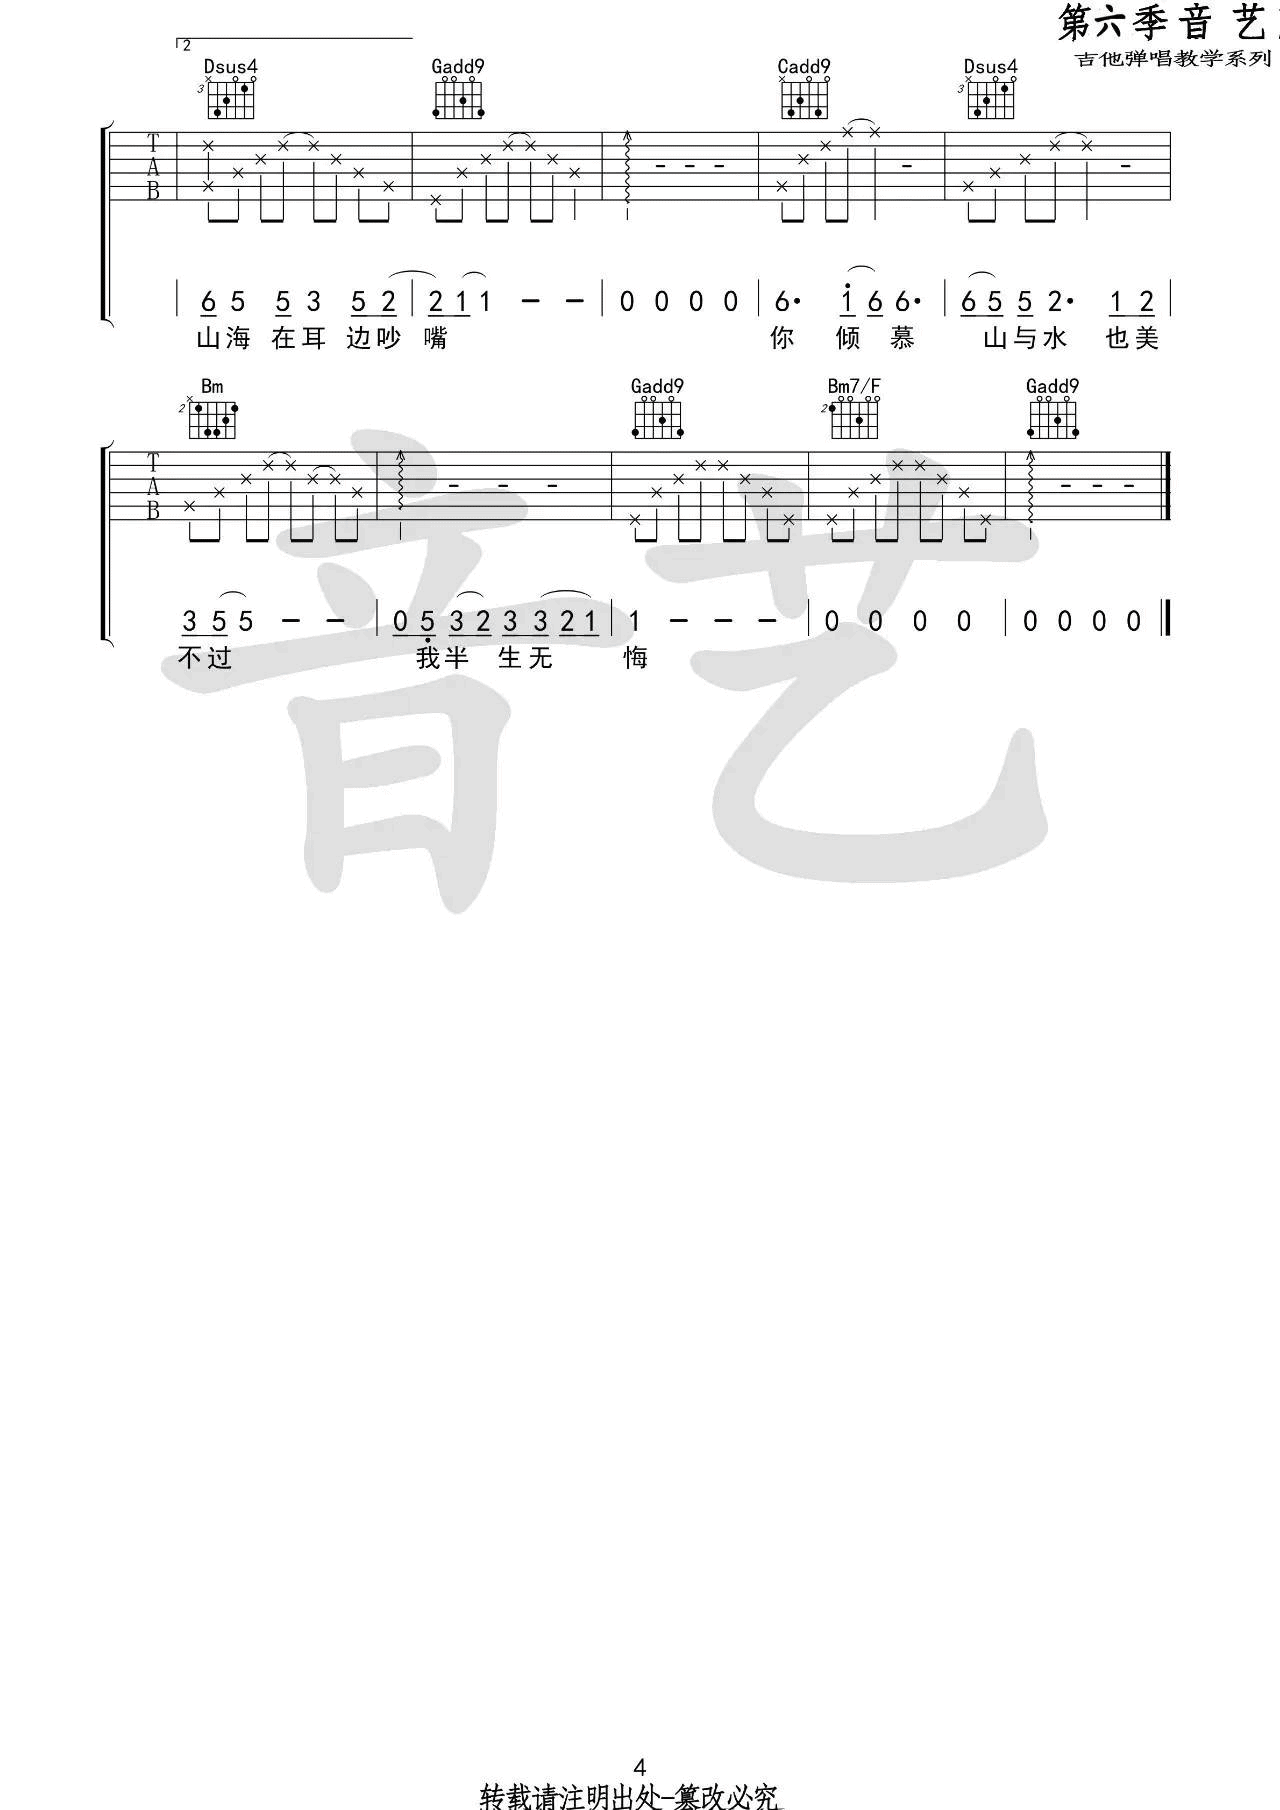 第六季音 艺
吉他弹唱教学系列
2
Dsus4 Gadd9 Cadd9 Dsus4
3 3
T
A
B
6 5 5 3 5 2 2 1 1 - - 0 0 0 0 6· 1 6 6· 6 5 5 2· 1 2
山海在耳边吵嘴 你倾慕 山与水 也美
Bm Gadd9 Bm7/F Gadd9
2 2
T
A
B
3 5 5 - - 0 5 3 2 3 3 2 1 1 - - - 0 0 0 0 0 0 0 0
不过 我半生无 悔
音艺
4
转载请注明出处-篡改必究